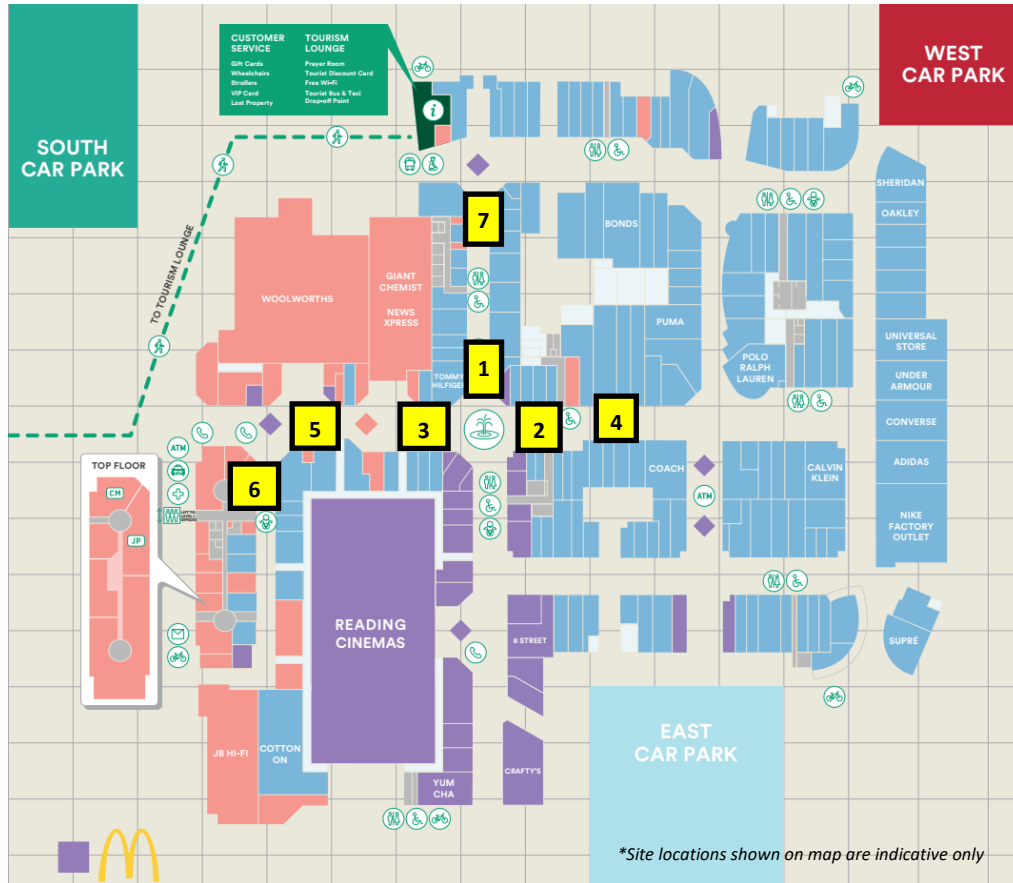 CUSTOMER
SERVICE
Gift Cards
Wheelchairs
Strollers
VIP Card
Lost Property
TOURISM
LOUNGE
Prayer Room
Tourist Discount Card
Free Wi-Fi
Tourist Bus & Taxi
Drop-off Point
i
WEST
CAR PARK
SOUTH
CAR PARK
TO TOURISM LOUNGE
SHERIDAN
OAKLEY
7
BONDS
GIANT
CHEMIST
NEWS
XPRESS
WOOLWORTHS
PUMA
UNIVERSAL
STORE
1
TOMMY
HILFIGER
POLO
RALPH
LAUREN
UNDER
ARMOUR
5
3
2
4
CONVERSE
ATM
TOP FLOOR
CM
JP
6
COACH
CALVIN
KLEIN
ADIDAS
ATM
NIKE
FACTORY
OUTLET
READING
CINEMAS
8 STREET
SUPRÉ
JB HI-FI
COTTON
ON
EAST
CAR PARK
CRAFTY'S
YUM
CHA
*Site locations shown on map are indicative only